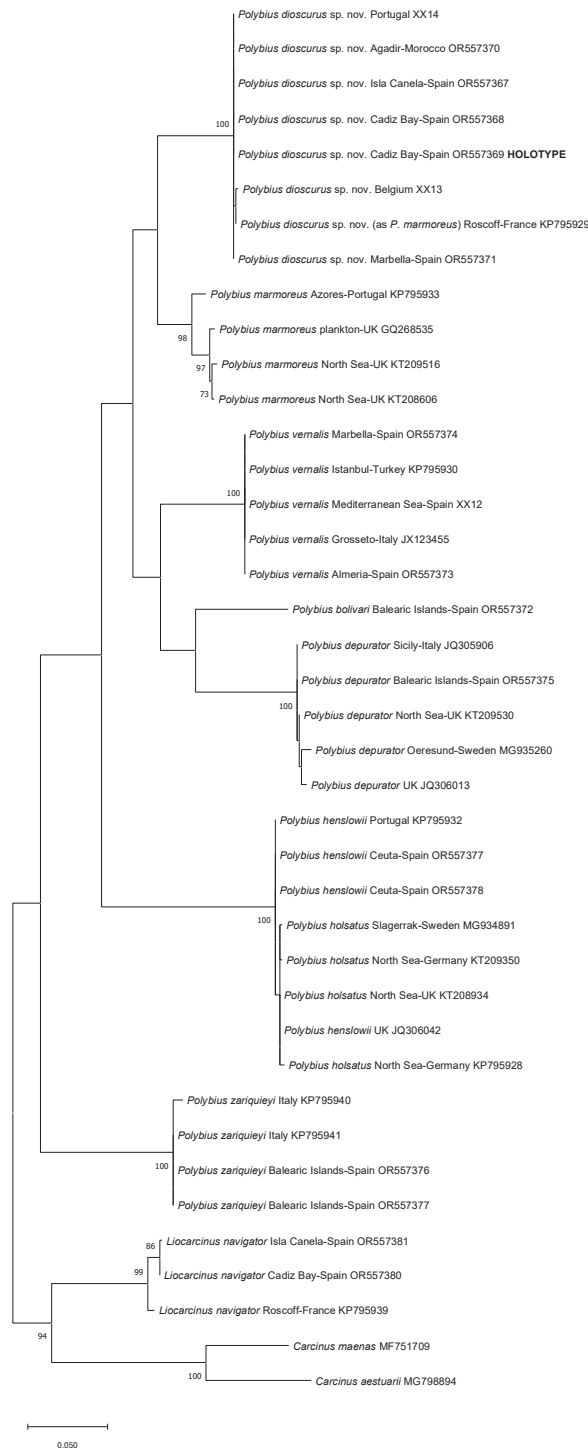 Polybius dioscurus sp. nov. Portugal XX14
Polybius dioscurus sp. nov. Agadir-Morocco OR557370
Polybius dioscurus sp. nov. Isla Canela-Spain OR557367
Polybius dioscurus sp. nov. Cadiz Bay-Spain OR557368
100
Polybius dioscurus sp. nov. Cadiz Bay-Spain OR557369 HOLOTYPE
Polybius dioscurus sp. nov. Belgium XX13
Polybius dioscurus sp. nov. (as P. marmoreus) Roscoff-France KP795929
Polybius dioscurus sp. nov. Marbella-Spain OR557371
Polybius marmoreus Azores-Portugal KP795933
Polybius marmoreus plankton-UK GQ268535
98
Polybius marmoreus North Sea-UK KT209516
97
Polybius marmoreus North Sea-UK KT208606
73
Polybius vernalis Marbella-Spain OR557374
Polybius vernalis Istanbul-Turkey KP795930
100
Polybius vernalis Mediterranean Sea-Spain XX12
Polybius vernalis Grosseto-Italy JX123455
Polybius vernalis Almeria-Spain OR557373
Polybius bolivari Balearic Islands-Spain OR557372
Polybius depurator Sicily-Italy JQ305906
Polybius depurator Balearic Islands-Spain OR557375
100
Polybius depurator North Sea-UK KT209530
Polybius depurator Oeresund-Sweden MG935260
Polybius depurator UK JQ306013
Polybius henslowii Portugal KP795932
Polybius henslowii Ceuta-Spain OR557377
Polybius henslowii Ceuta-Spain OR557378
100
Polybius holsatus Slagerrak-Sweden MG934891
Polybius holsatus North Sea-Germany KT209350
Polybius holsatus North Sea-UK KT208934
Polybius henslowii UK JQ306042
Polybius holsatus North Sea-Germany KP795928
Polybius zariquieyi Italy KP795940
Polybius zariquieyi Italy KP795941
100
Polybius zariquieyi Balearic Islands-Spain OR557376
Polybius zariquieyi Balearic Islands-Spain OR557377
86
Liocarcinus navigator Isla Canela-Spain OR557381
99
Liocarcinus navigator Cadiz Bay-Spain OR557380
Liocarcinus navigator Roscoff-France KP795939
94
Carcinus maenas MF751709
100
Carcinus aestuarii MG798894
0.050